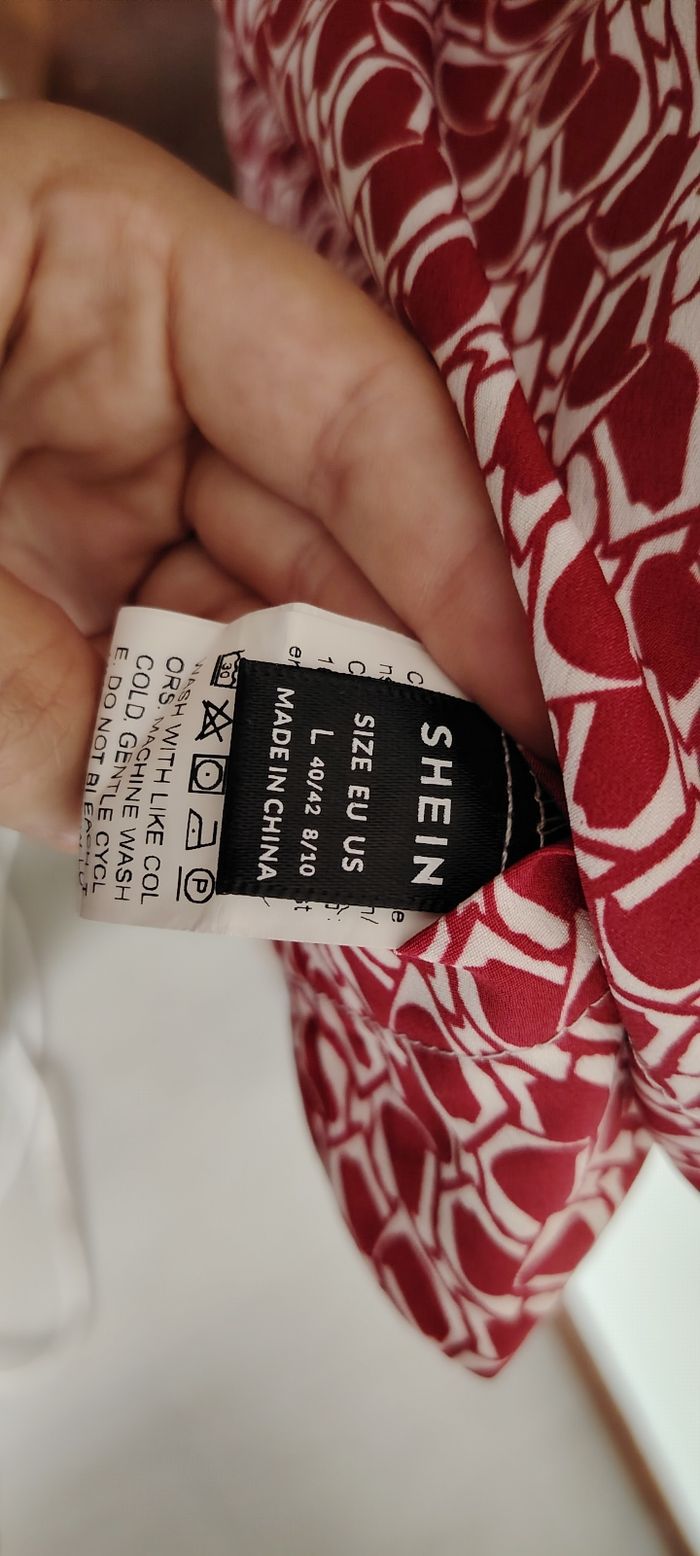 SHEIN
SIZE EU US
L 40/42 8/10
MADE IN CHINA
30
P
WASH WITH LIKE COL
ORS. MACHINE WASH
COLD. GENTLE CYCL
E. DO NOT BLEACH